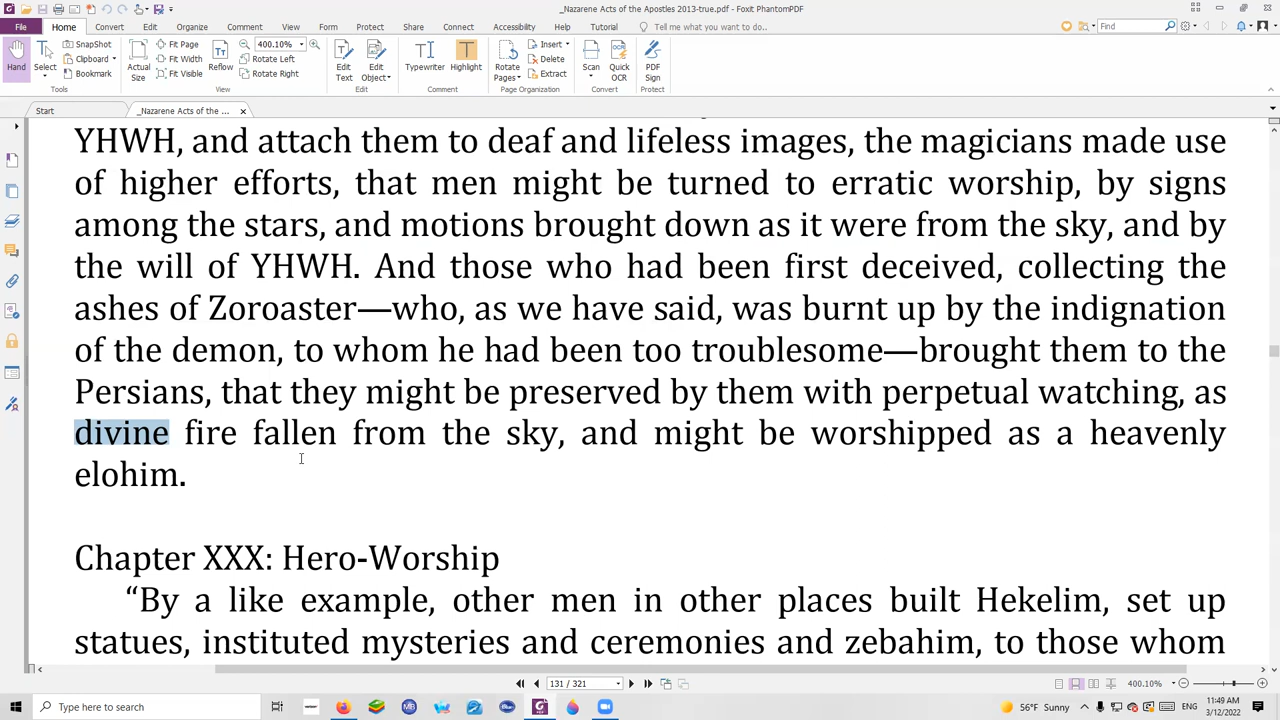 _Nazarene Acts of the Apostles 2013-true.pdf - Foxit PhantomPDF
File Home Convert Edit Organize Comment View Form Protect Share Connect Accessibility Help Tutorial Tell me what you want to do...
Find
Hand
Select
SnapShot
Clipboard
Bookmark
Tools
Actual Size
Fit Page
Fit Width
Fit Visible
Reflow
400.10%
Rotate Left
Rotate Right
View
Edit Text
Edit Object
Edit
Typewriter
Highlight
Comment
Rotate Pages
Insert
Delete
Extract
Page Organization
Scan
Quick OCR
Convert
PDF Sign
Protect
Start _Nazarene Acts of the ...
YHWH, and attach them to deaf and lifeless images, the magicians made use
of higher efforts, that men might be turned to erratic worship, by signs
among the stars, and motions brought down as it were from the sky, and by
the will of YHWH. And those who had been first deceived, collecting the
ashes of Zoroaster—who, as we have said, was burnt up by the indignation
of the demon, to whom he had been too troublesome—brought them to the
Persians, that they might be preserved by them with perpetual watching, as
divine fire fallen from the sky, and might be worshipped as a heavenly
elohim.
Chapter XXX: Hero-Worship
“By a like example, other men in other places built Hekelim, set up
statues, instituted mysteries and ceremonies and zebahim, to those whom
131 / 321 400.10%
Type here to search 56°F Sunny ENG 11:49 AM
3/12/2022